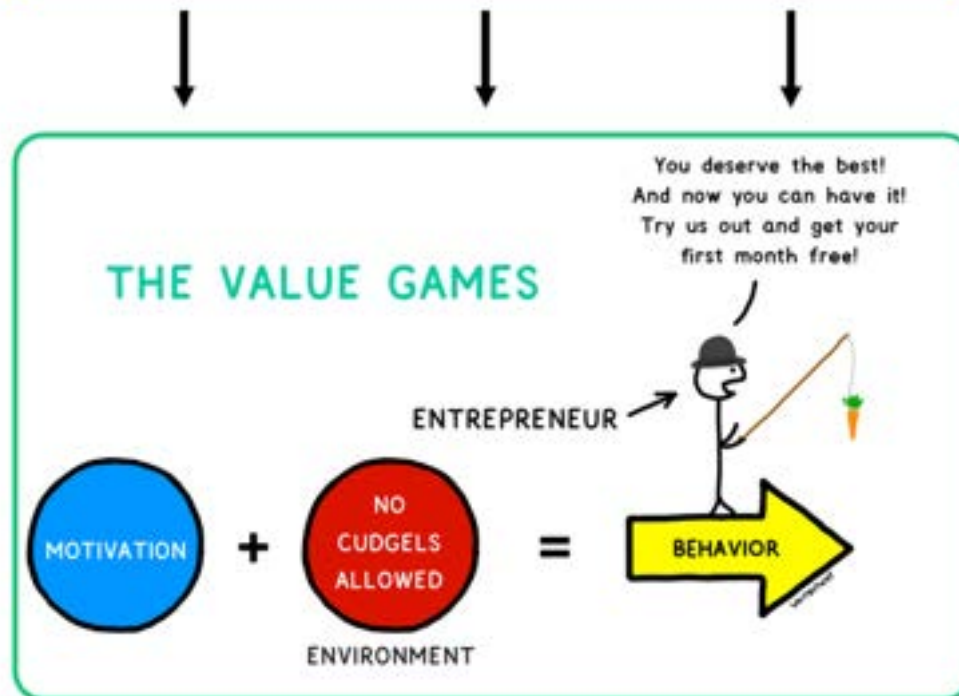 You deserve the best!
And now you can have it!
Try us out and get your
first month free!
THE VALUE GAMES
ENTREPRENEUR
MOTIVATION
+
NO
CUDGELS
ALLOWED
=
BEHAVIOR
ENVIRONMENT